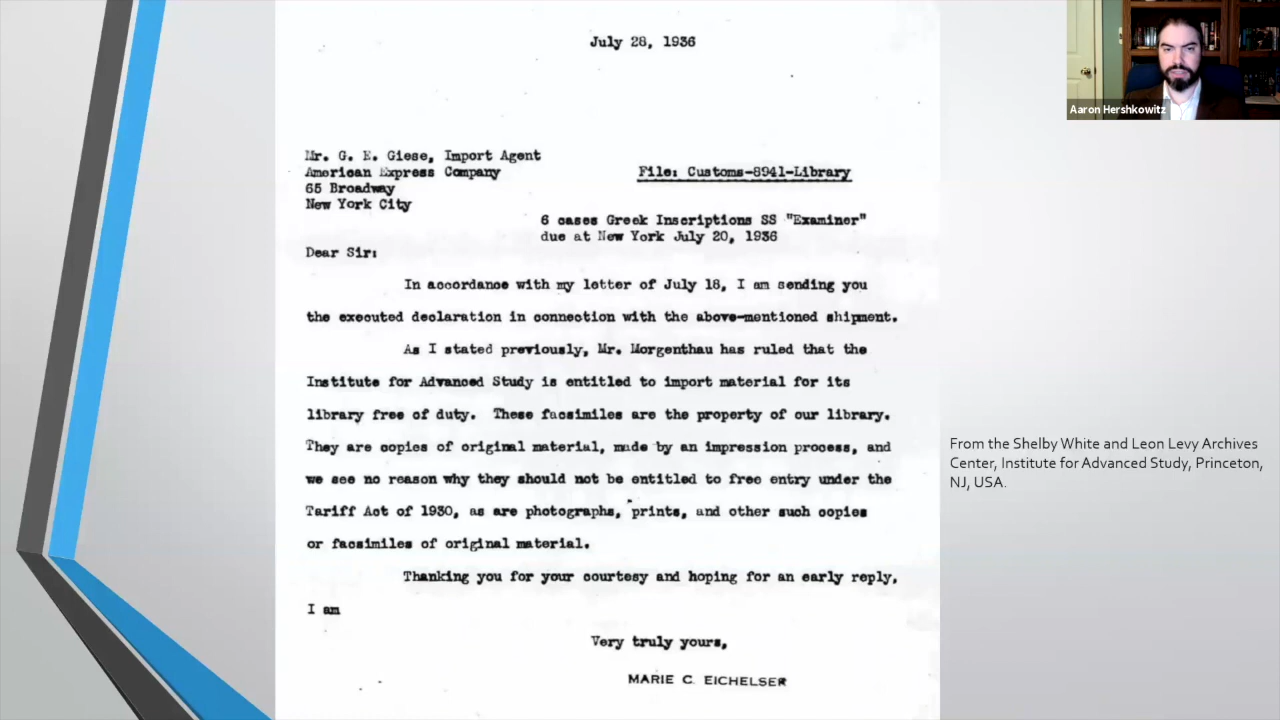 July 28, 1936
Aaron Hershkowitz
Mr. G. E. Giese, Import Agent
American Express Company
65 Broadway
New York City
File: Customs-8941-Library
6 cases Greek Inscriptions SS "Examiner"
due at New York July 20, 1936
Dear Sir:
In accordance with my letter of July 18, I am sending you
the executed declaration in connection with the above-mentioned shipment.
As I stated previously, Mr. Morgenthau has ruled that the
Institute for Advanced Study is entitled to import material for its
library free of duty. These facsimiles are the property of our library.
They are copies of original material, made by an impression process, and
we see no reason why they should not be entitled to free entry under the
Tariff Act of 1930, as are photographs, prints, and other such copies
or facsimiles of original material.
Thanking you for your courtesy and hoping for an early reply,
I am
Very truly yours,
MARIE C. EICHELSER
From the Shelby White and Leon Levy Archives
Center, Institute for Advanced Study, Princeton,
NJ, USA.